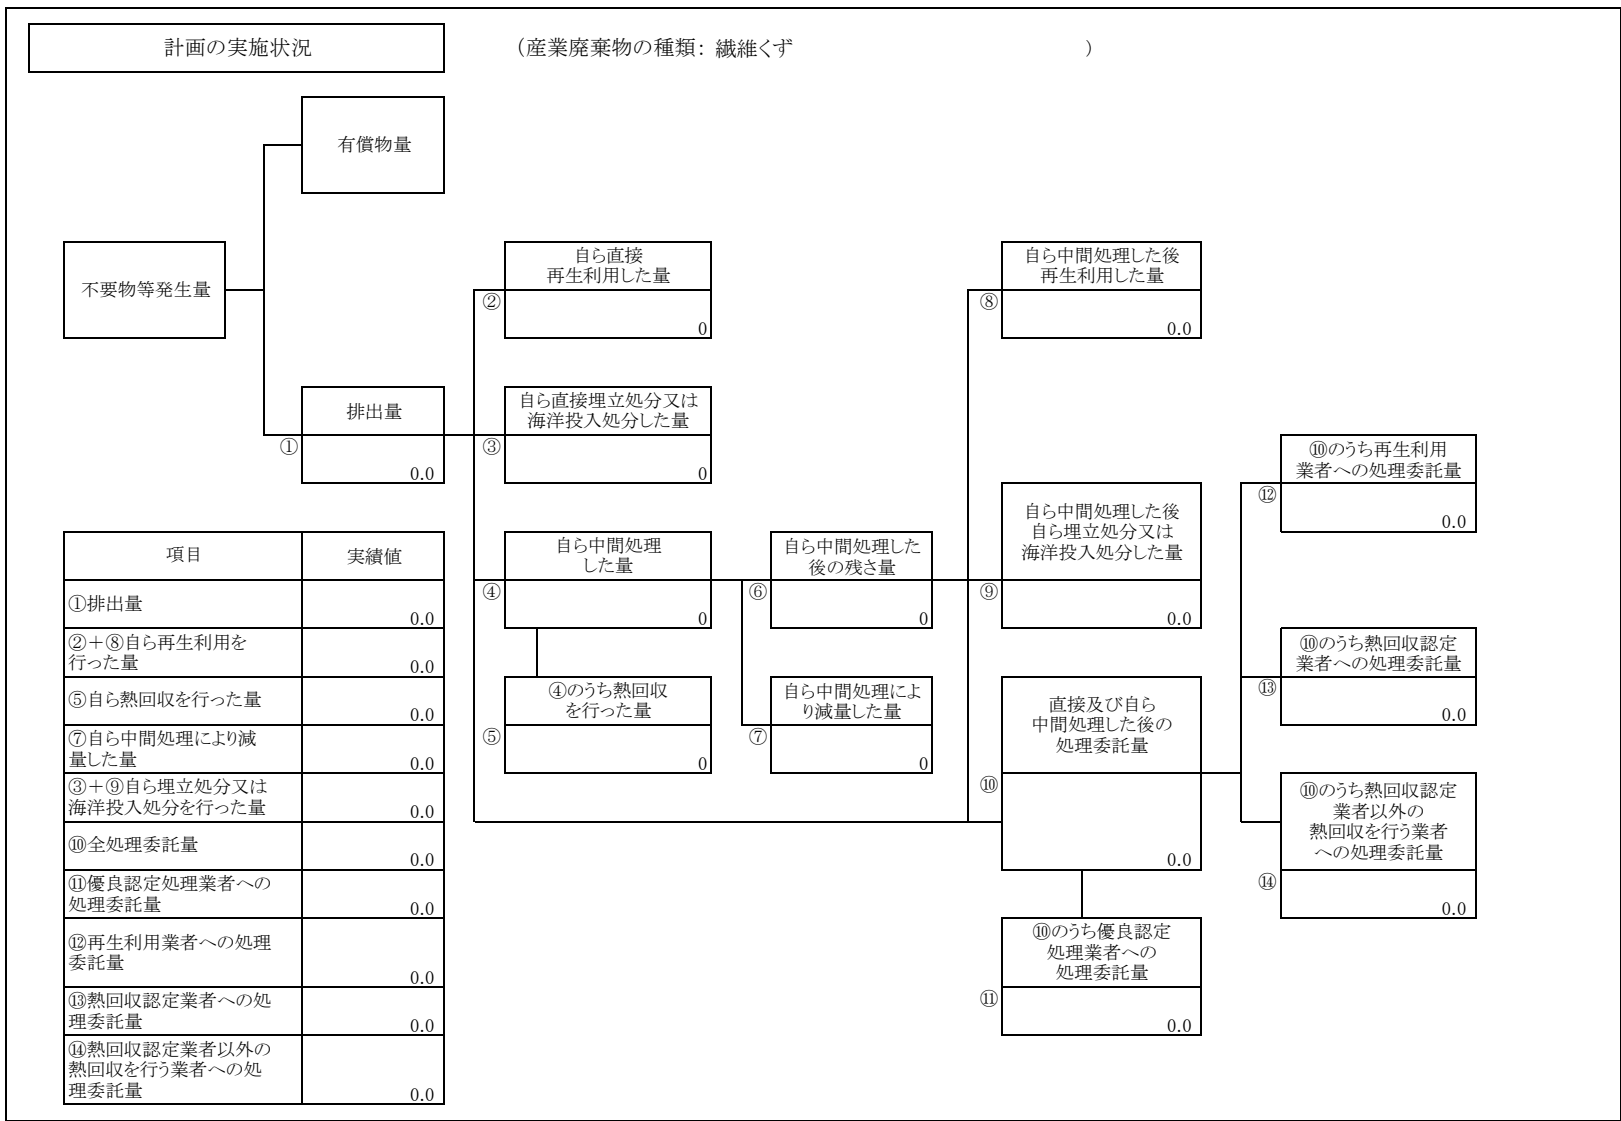 計画の実施状況
（産業廃棄物の種類： 繊維くず ）
有償物量
不要物等発生量
排出量
①
0.0
自ら直接
再生利用した量
②
0
自ら直接埋立処分又は
海洋投入処分した量
③
0
自ら中間処理
した量
④
0
④のうち熱回収
を行った量
⑤
0
自ら中間処理した
後の残さ量
⑥
0
自ら中間処理によ
り減量した量
⑦
0
自ら中間処理した後
再生利用した量
⑧
0.0
自ら中間処理した後
自ら埋立処分又は
海洋投入処分した量
⑨
0.0
直接及び自ら
中間処理した後の
処理委託量
⑩
0.0
⑩のうち優良認定
処理業者への
処理委託量
⑪
0.0
⑩のうち再生利用
業者への処理委託量
⑫
0.0
⑩のうち熱回収認定
業者への処理委託量
⑬
0.0
⑩のうち熱回収認定
業者以外の
熱回収を行う業者
への処理委託量
⑭
0.0
項目 実績値
①排出量
0.0
②＋⑧自ら再生利用を
行った量
0.0
⑤自ら熱回収を行った量
0.0
⑦自ら中間処理により減
量した量
0.0
③＋⑨自ら埋立処分又は
海洋投入処分を行った量
0.0
⑩全処理委託量
0.0
⑪優良認定処理業者への
処理委託量
0.0
⑫再生利用業者への処理
委託量
0.0
⑬熱回収認定業者への処
理委託量
0.0
⑭熱回収認定業者以外の
熱回収を行う業者への処
理委託量
0.0